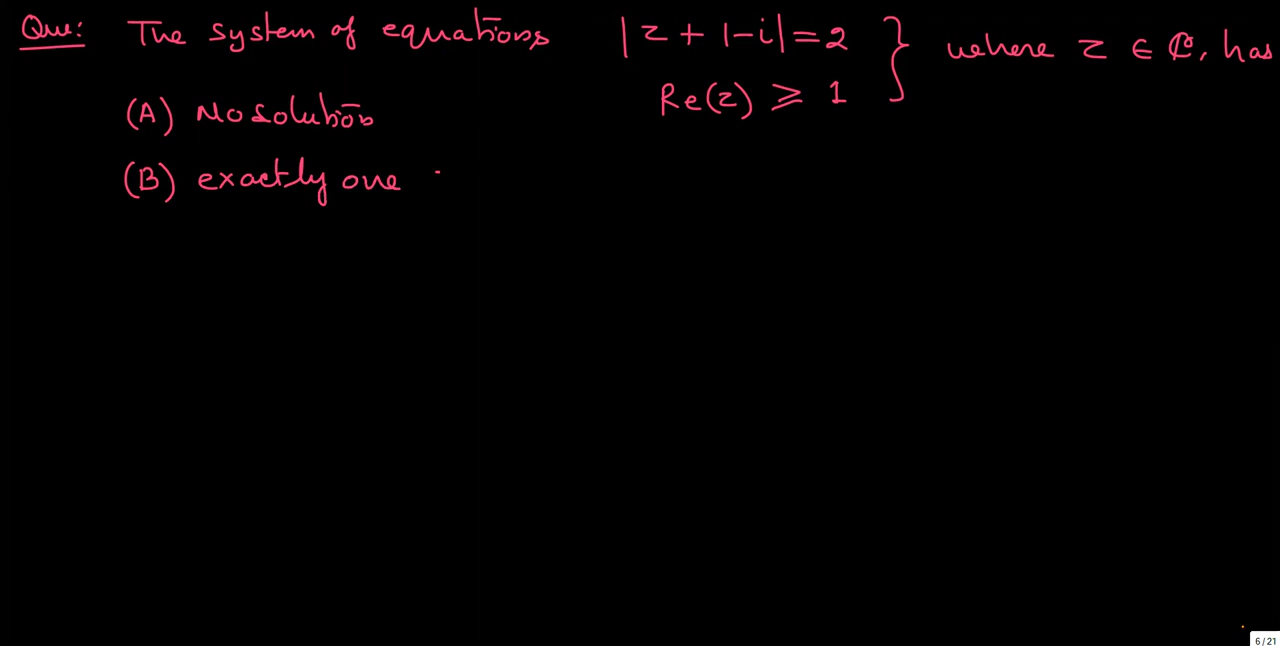 Que: The system of equations |z + 1-i| = 2 } where z ∈ ℂ, has
Re(z) ⩾ 1
(A) No solution
(B) exactly one
6 / 21